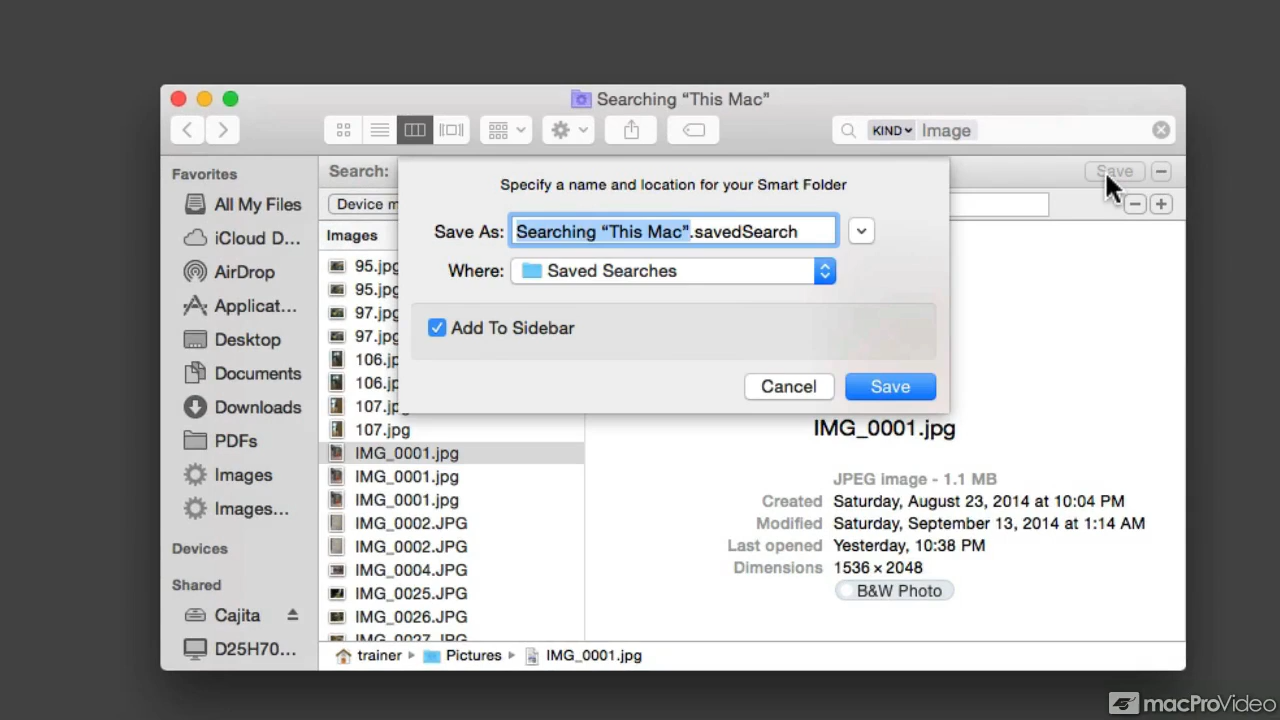 Searching “This Mac”
KIND Image
Favorites
All My Files
iCloud D...
AirDrop
Applicat...
Desktop
Documents
Downloads
PDFs
Images
Images...
Devices
Shared
Cajita
D25H70...
Search:
Save
Device m
Images
95.jpg
95.jpg
97.jpg
97.jpg
106.jp
106.jp
107.jpg
107.jpg
IMG_0001.jpg
IMG_0001.jpg
IMG_0001.jpg
IMG_0002.JPG
IMG_0002.JPG
IMG_0004.JPG
IMG_0025.JPG
IMG_0026.JPG
IMG_0027.JPG
Specify a name and location for your Smart Folder
Save As: Searching “This Mac”.savedSearch
Where: Saved Searches
Add To Sidebar
Cancel Save
IMG_0001.jpg
JPEG image - 1.1 MB
Created Saturday, August 23, 2014 at 10:04 PM
Modified Saturday, September 13, 2014 at 1:14 AM
Last opened Yesterday, 10:38 PM
Dimensions 1536 × 2048
B&W Photo
trainer Pictures IMG_0001.jpg
macProVideo